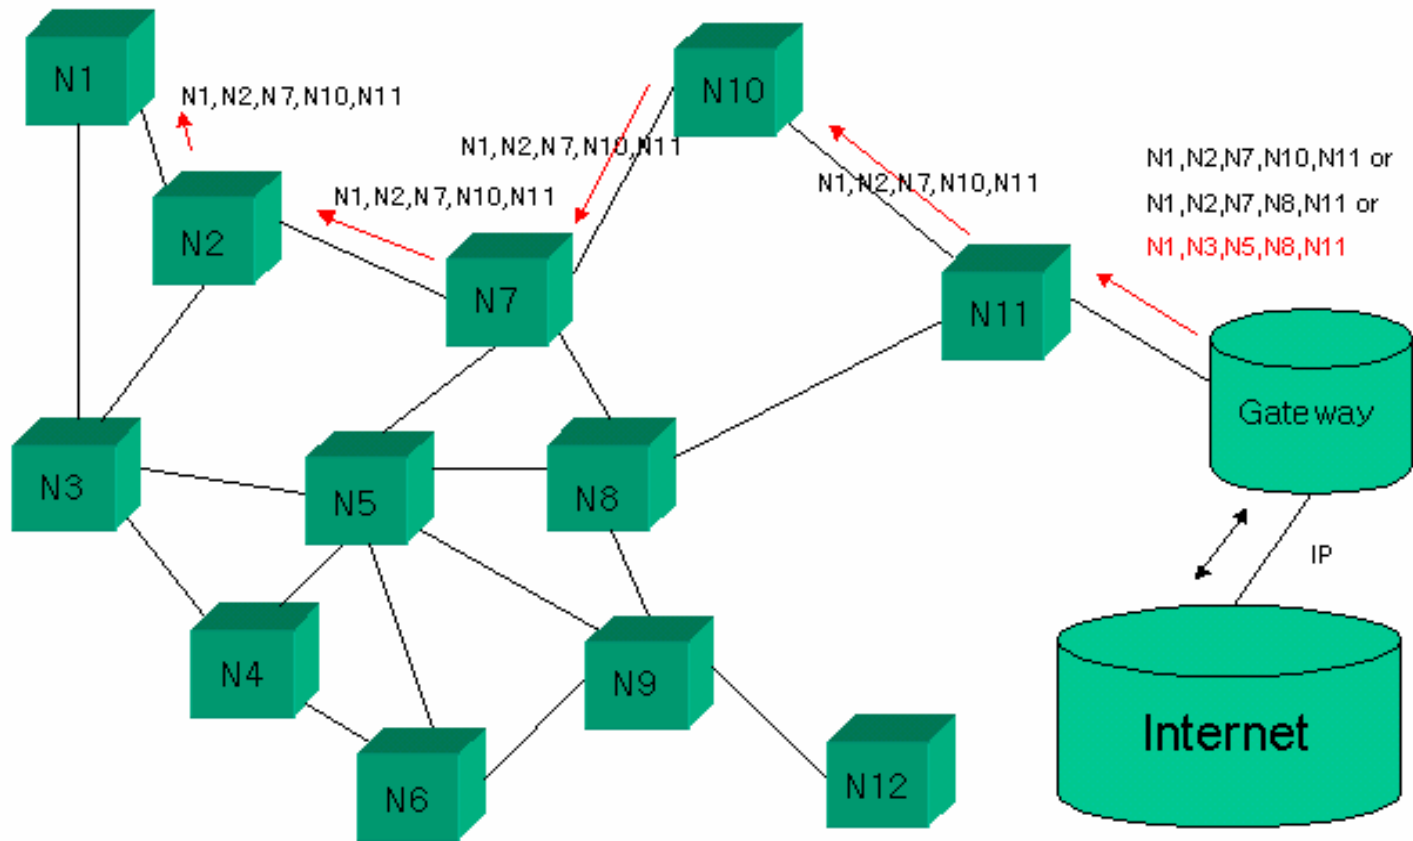 N1
N1,N2,N7,N10,N11
N10
N1,N2,N7,N10,N11
N1,N2,N7,N10,N11 or
N1,N2,N7,N8,N11 or
N1,N3,N5,N8,N11
N1,N2,N7,N10,N11
N1,N2,N7,N10,N11
N2
N7
N11
Gateway
N3
N5
N8
IP
N4
N9
Internet
N6
N12